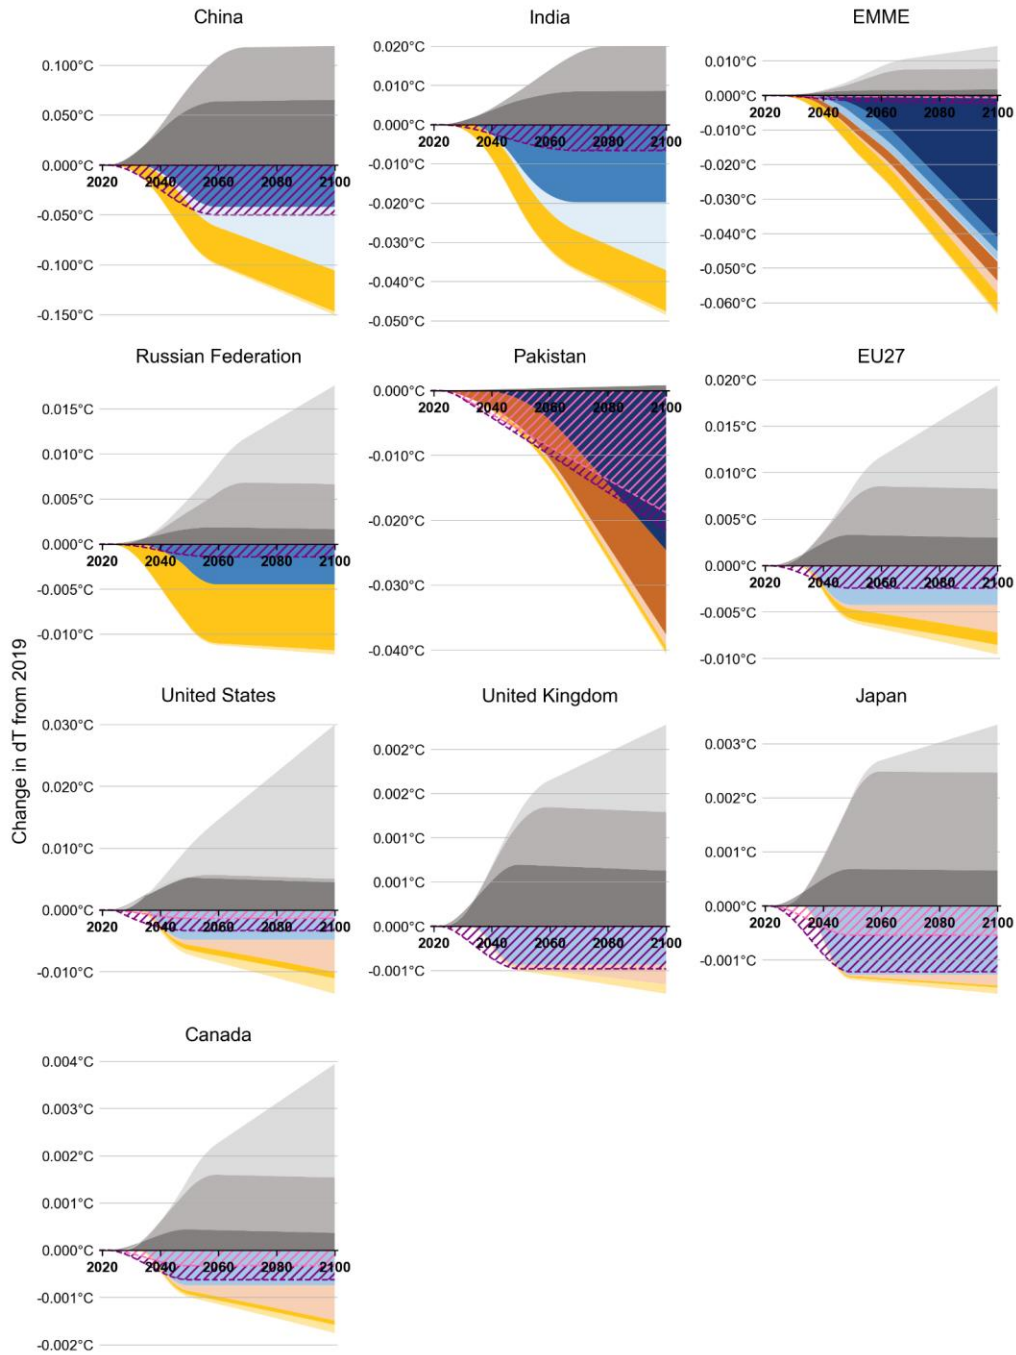 China
0.100°C
0.050°C
0.000°C
-0.050°C
-0.100°C
-0.150°C
2020 2040 2060 2080 2100
India
0.020°C
0.010°C
0.000°C
-0.010°C
-0.020°C
-0.030°C
-0.040°C
-0.050°C
2020 2040 2060 2080 2100
EMME
0.010°C
0.000°C
-0.010°C
-0.020°C
-0.030°C
-0.040°C
-0.050°C
-0.060°C
2020 2040 2060 2080 2100
Russian Federation
0.015°C
0.010°C
0.005°C
0.000°C
-0.005°C
-0.010°C
2020 2040 2060 2080 2100
Pakistan
0.000°C
-0.010°C
-0.020°C
-0.030°C
-0.040°C
2020 2040 2060 2080 2100
EU27
0.020°C
0.015°C
0.010°C
0.005°C
0.000°C
-0.005°C
-0.010°C
2020 2040 2060 2080 2100
Change in dT from 2019
United States
0.030°C
0.020°C
0.010°C
0.000°C
-0.010°C
2020 2040 2060 2080 2100
United Kingdom
0.002°C
0.002°C
0.001°C
0.001°C
0.000°C
-0.001°C
2020 2040 2060 2080 2100
Japan
0.003°C
0.002°C
0.001°C
0.000°C
-0.001°C
2020 2040 2060 2080 2100
Canada
0.004°C
0.003°C
0.002°C
0.001°C
0.000°C
-0.001°C
-0.002°C
2020 2040 2060 2080 2100